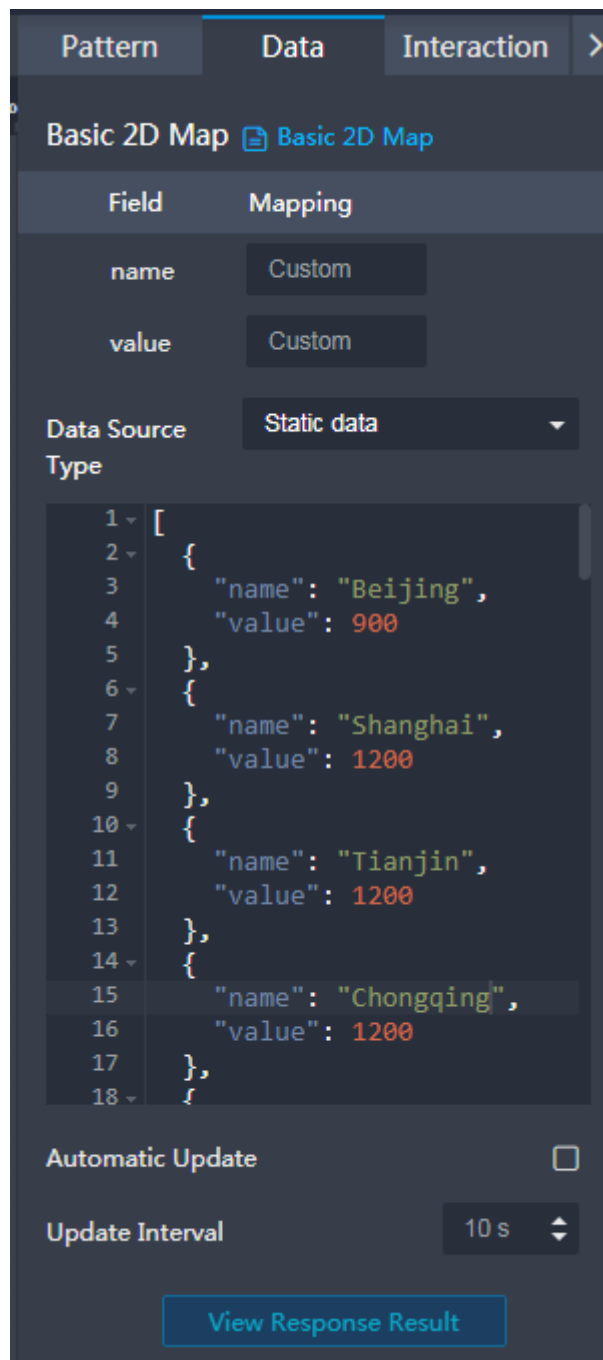 Pattern Data Interaction
Basic 2D Map Basic 2D Map
Field Mapping
name Custom
value Custom
Data Source Type Static data
1 [
2 {
3 "name": "Beijing",
4 "value": 900
5 },
6 {
7 "name": "Shanghai",
8 "value": 1200
9 },
10 {
11 "name": "Tianjin",
12 "value": 1200
13 },
14 {
15 "name": "Chongqing",
16 "value": 1200
17 },
18 {
Automatic Update
Update Interval 10 s
View Response Result